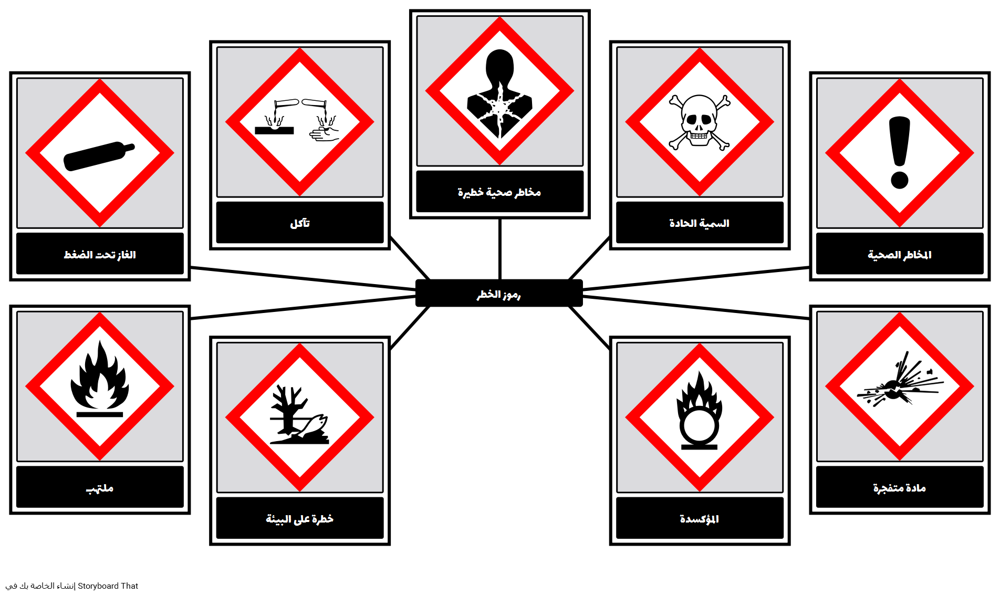 مخاطر صحية خطيرة
السمية الحادة
تآكل
المخاطر الصحية
الغاز تحت الضغط
رموز الخطر
مادة متفجرة
ملتهب
المؤكسدة
خطرة على البيئة
إنشاء الخاصة بك في Storyboard That